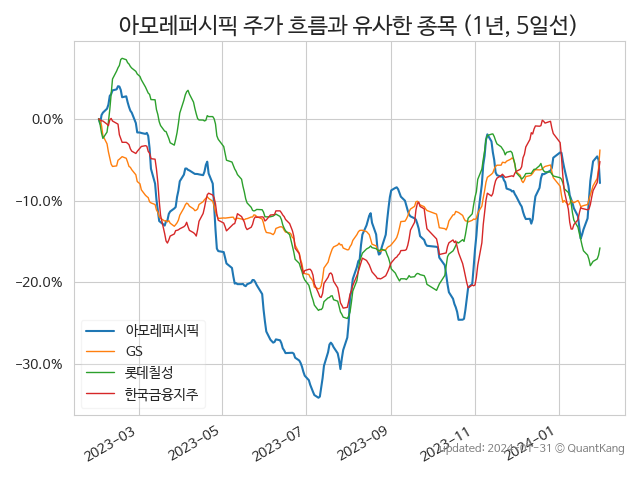 아모레퍼시픽 주가 흐름과 유사한 종목 (1년, 5일선)
0.0%
−10.0%
−20.0%
−30.0%
아모레퍼시픽
GS
롯데칠성
한국금융지주
2023-03
2023-05
2023-07
2023-09
2023-11
2024-01
updated: 2024-01-31 © QuantKang